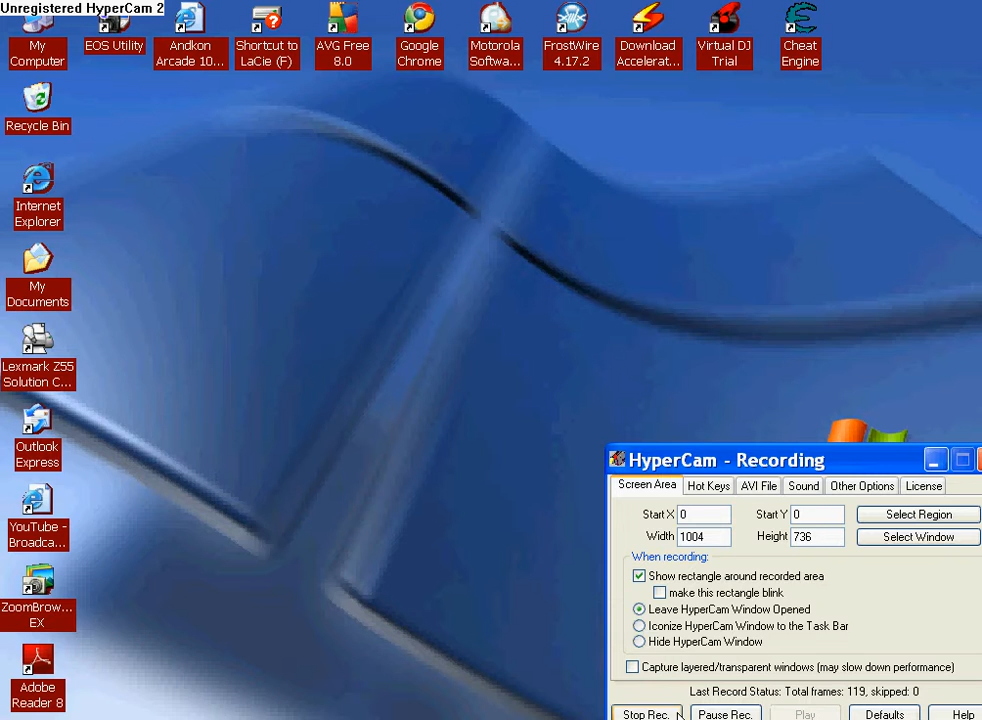 Unregistered HyperCam 2
My Computer
EOS Utility
Andkon Arcade 10...
Shortcut to LaCie (F)
AVG Free 8.0
Google Chrome
Motorola Softwa...
FrostWire 4.17.2
Download Accelerat...
Virtual DJ Trial
Cheat Engine
Recycle Bin
Internet Explorer
My Documents
Lexmark Z55 Solution C...
Outlook Express
YouTube - Broadca...
ZoomBrow... EX
Adobe Reader 8
HyperCam - Recording
Screen Area Hot Keys AVI File Sound Other Options License
Start X 0 Start Y 0 Select Region
Width 1004 Height 736 Select Window
When recording:
Show rectangle around recorded area
make this rectangle blink
Leave HyperCam Window Opened
Iconize HyperCam Window to the Task Bar
Hide HyperCam Window
Capture layered/transparent windows (may slow down performance)
Last Record Status: Total frames: 119, skipped: 0
Stop Rec. Pause Rec. Play Defaults Help